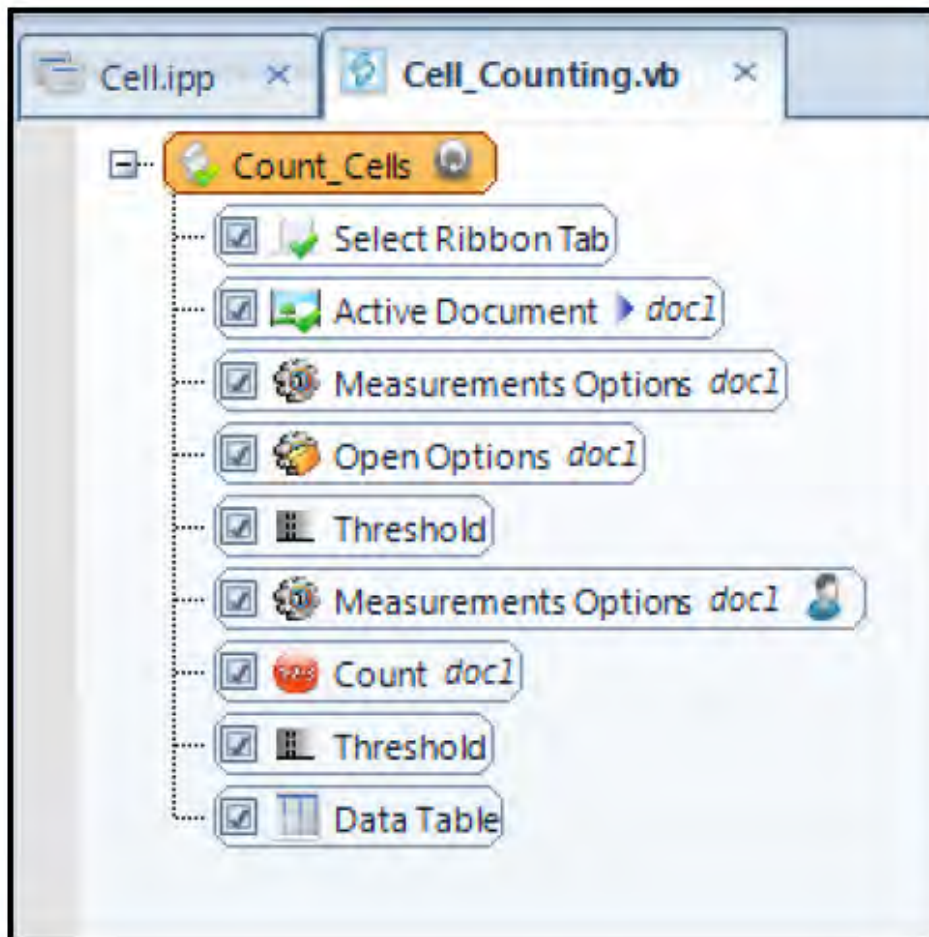 Cell.ipp Cell_Counting.vb
Count_Cells
Select Ribbon Tab
Active Document doc1
Measurements Options doc1
Open Options doc1
Threshold
Measurements Options doc1
Count doc1
Threshold
Data Table